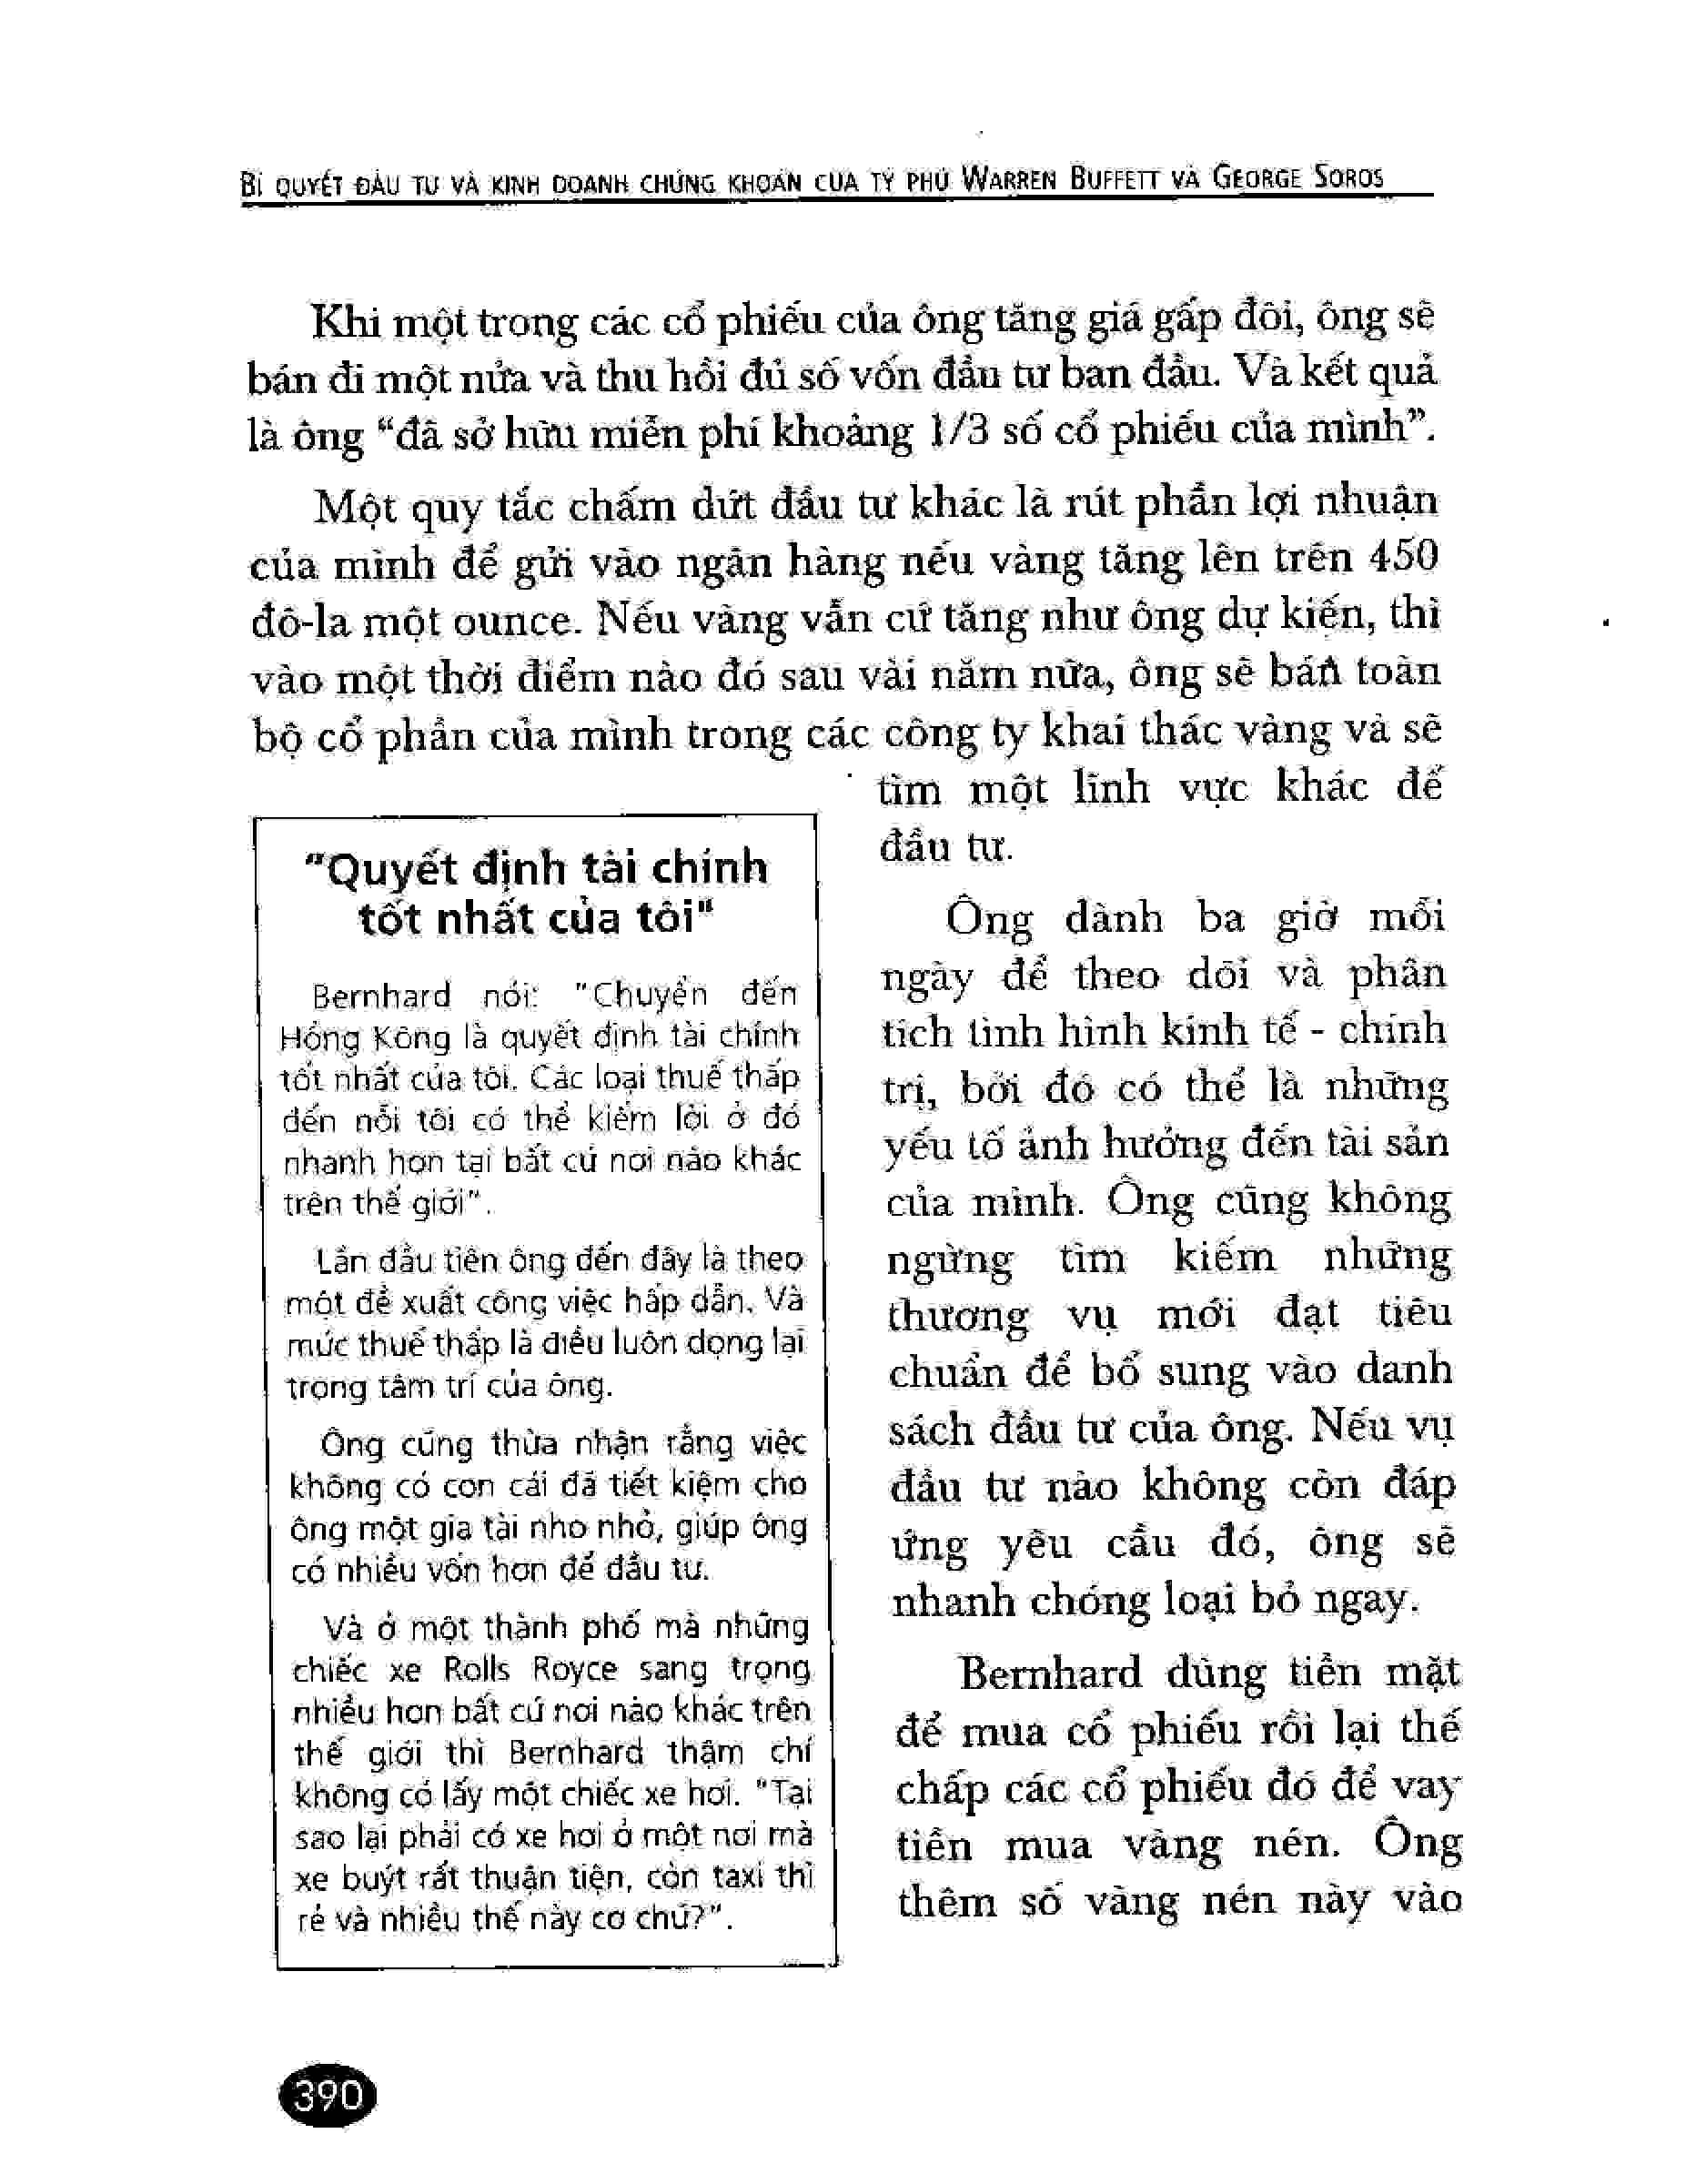 BÍ QUYẾT ĐẦU TƯ VÀ KINH DOANH CHỨNG KHOÁN CỦA TỶ PHÚ WARREN BUFFETT VÀ GEORGE SOROS
Khi một trong các cổ phiếu của ông tăng giá gấp đôi, ông sẽ
bán đi một nửa và thu hồi đủ số vốn đầu tư ban đầu. Và kết quả
là ông “đã sở hữu miễn phí khoảng 1/3 số cổ phiếu của mình”.
Một quy tắc chấm dứt đầu tư khác là rút phần lợi nhuận
của mình để gửi vào ngân hàng nếu vàng tăng lên trên 450
đô-la một ounce. Nếu vàng vẫn cứ tăng như ông dự kiến, thì
vào một thời điểm nào đó sau vài năm nữa, ông sẽ bán toàn
bộ cổ phần của mình trong các công ty khai thác vàng và sẽ
tìm một lĩnh vực khác để
đầu tư.
Ông dành ba giờ mỗi
ngày để theo dõi và phân
tích tình hình kinh tế - chính
trị, bởi đó có thể là những
yếu tố ảnh hưởng đến tài sản
của mình. Ông cũng không
ngừng tìm kiếm những
thương vụ mới đạt tiêu
chuẩn để bổ sung vào danh
sách đầu tư của ông. Nếu vụ
đầu tư nào không còn đáp
ứng yêu cầu đó, ông sẽ
nhanh chóng loại bỏ ngay.
Bernhard dùng tiền mặt
để mua cổ phiếu rồi lại thế
chấp các cổ phiếu đó để vay
tiền mua vàng nén. Ông
thêm số vàng nén này vào
"Quyết định tài chính
tốt nhất của tôi"
Bernhard nói: "Chuyển đến
Hồng Kông là quyết định tài chính
tốt nhất của tôi. Các loại thuế thấp
đến nỗi tôi có thể kiếm lời ở đó
nhanh hơn tại bất cứ nơi nào khác
trên thế giới".
Lần đầu tiên ông đến đây là theo
một đề xuất công việc hấp dẫn. Và
mức thuế thấp là điều luôn đọng lại
trong tâm trí của ông.
Ông cũng thừa nhận rằng việc
không có con cái đã tiết kiệm cho
ông một gia tài nho nhỏ, giúp ông
có nhiều vốn hơn để đầu tư.
Và ở một thành phố mà những
chiếc xe Rolls Royce sang trọng
nhiều hơn bất cứ nơi nào khác trên
thế giới thì Bernhard thậm chí
không có lấy một chiếc xe hơi. "Tại
sao lại phải có xe hơi ở một nơi mà
xe buýt rất thuận tiện, còn taxi thì
rẻ và nhiều thế này cơ chứ?".
390